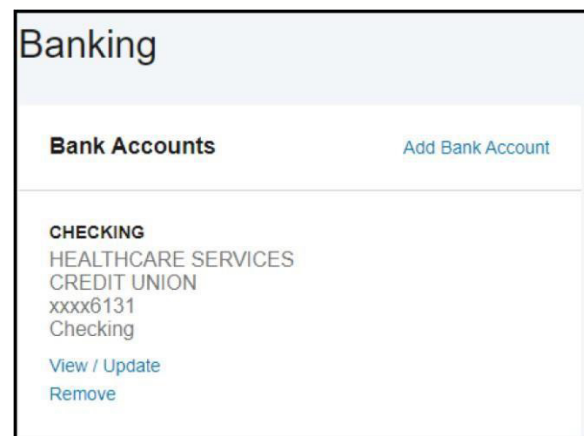 Banking
Bank Accounts
Add Bank Account
CHECKING
HEALTHCARE SERVICES
CREDIT UNION
xxxx6131
Checking
View / Update
Remove